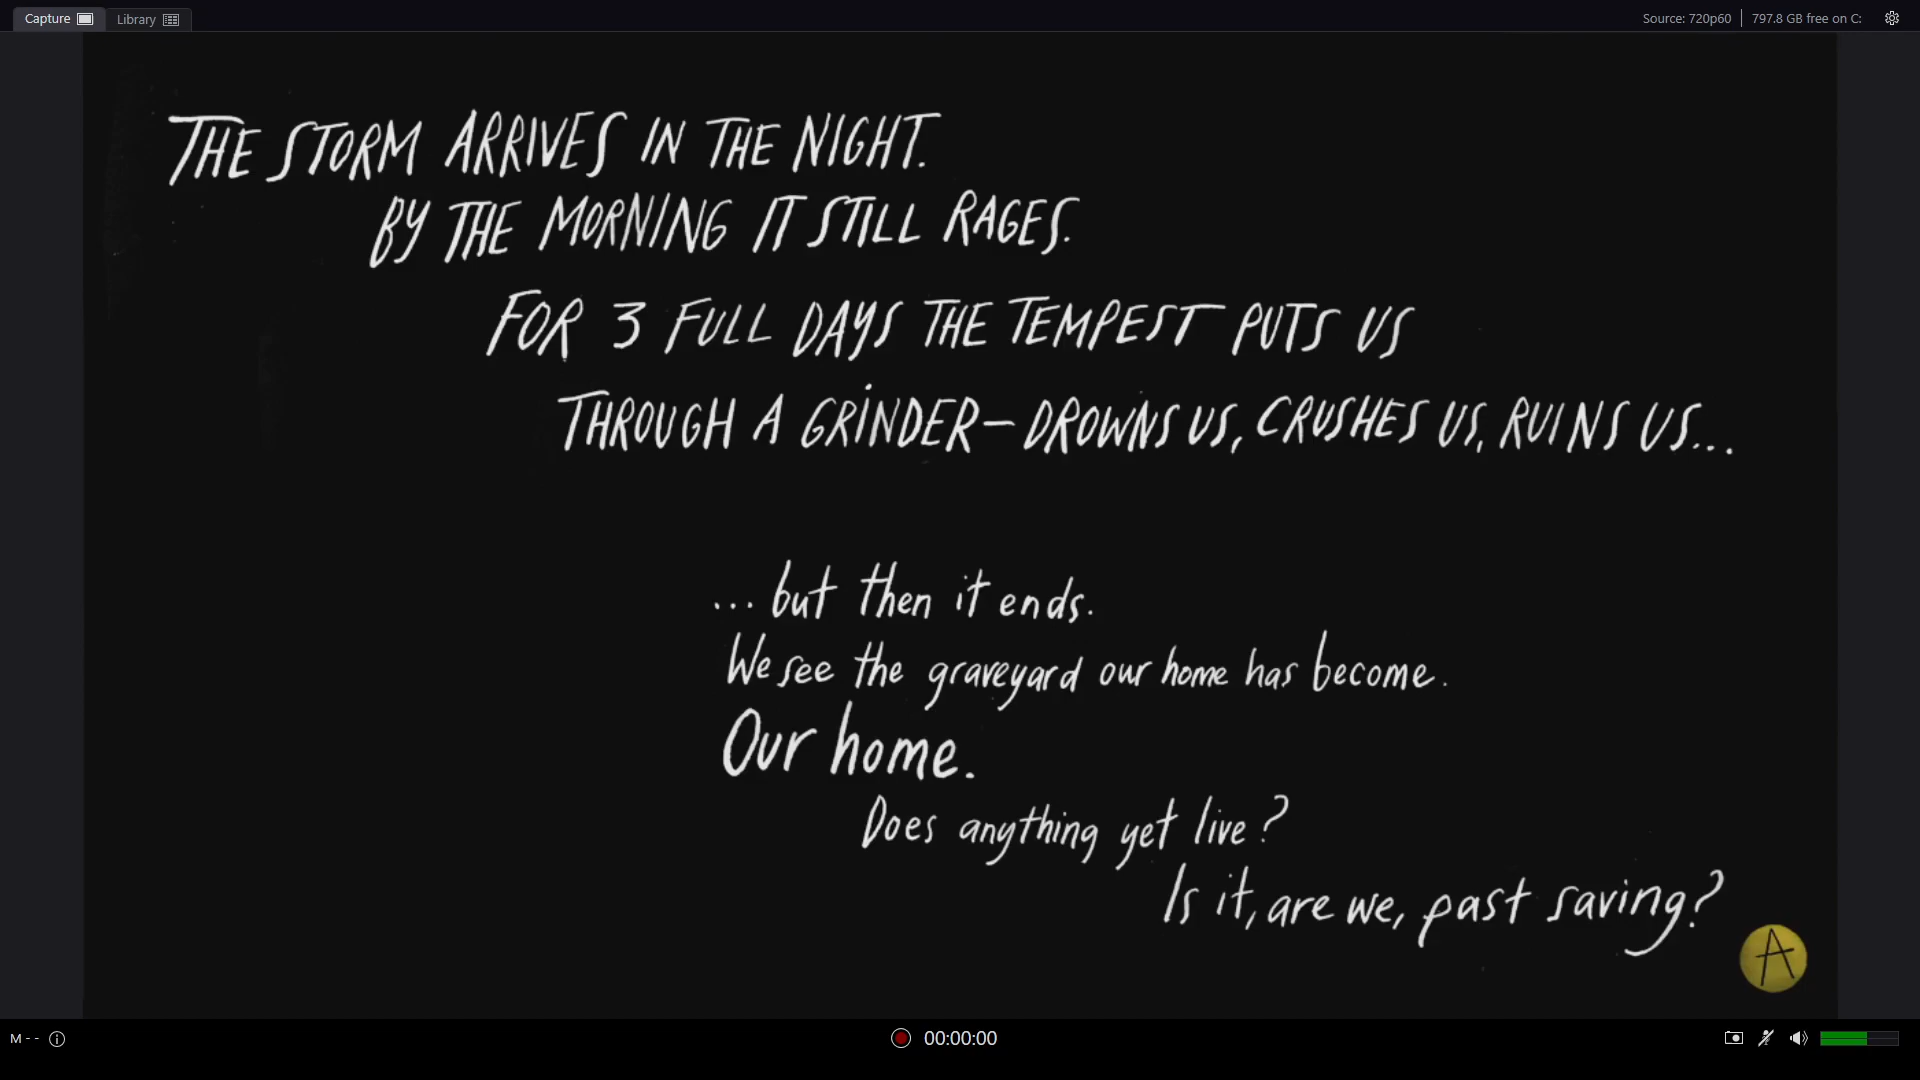 Capture
Library
Source: 720p60
797.8 GB free on C:
THE STORM ARRIVES IN THE NIGHT.
BY THE MORNING IT STILL RAGES.
FOR 3 FULL DAYS THE TEMPEST PUTS US
THROUGH A GRINDER—DROWNS US, CRUSHES US, RUINS US...
...but then it ends.
We see the graveyard our home has become.
Our home.
Does anything yet live?
Is it, are we, past saving?
A
M - -
00:00:00